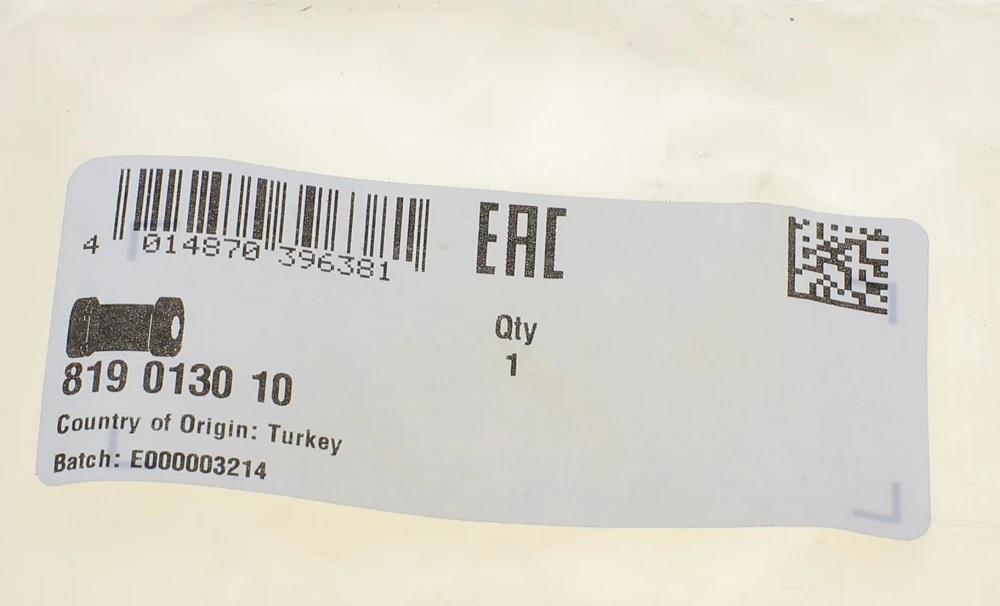 4 014870 396381
EAC
Qty
1
819 0130 10
Country of Origin: Turkey
Batch: E000003214